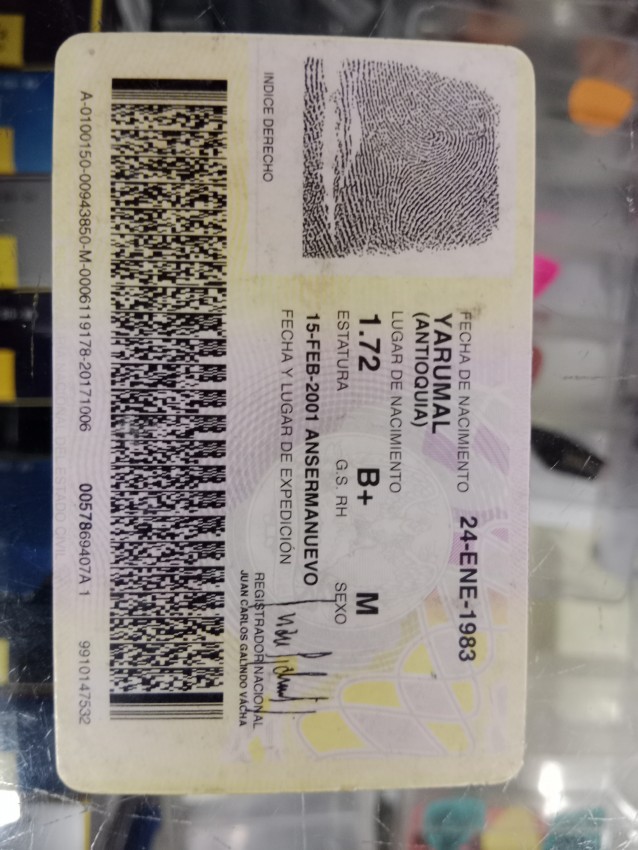 FECHA DE NACIMIENTO 24-ENE-1983
YARUMAL
(ANTIOQUIA)
LUGAR DE NACIMIENTO
1.72 B+ M
ESTATURA G.S. RH SEXO
15-FEB-2001 ANSERMANUEVO
FECHA Y LUGAR DE EXPEDICIÓN
INDICE DERECHO
REGISTRADOR NACIONAL
JUAN CARLOS GALINDO VACHA
A-0100150-00943850-M-0006119178-20171006 0057869407A 1 9910147532